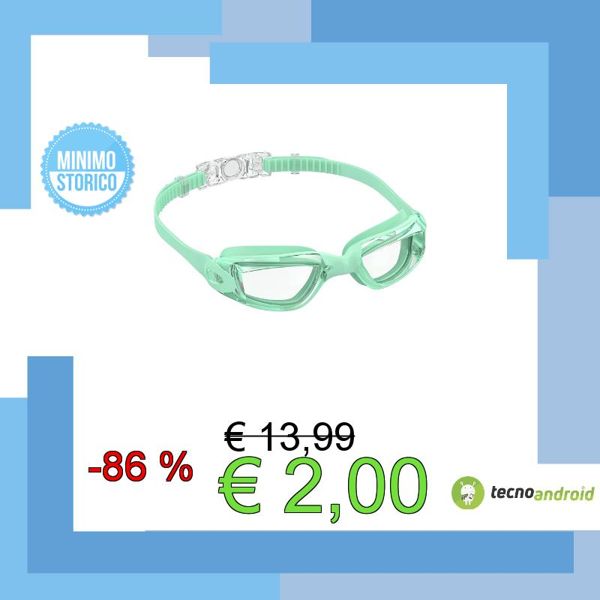 MINIMO
STORICO
€ 13,99
-86 %
€ 2,00
tecnoandroid